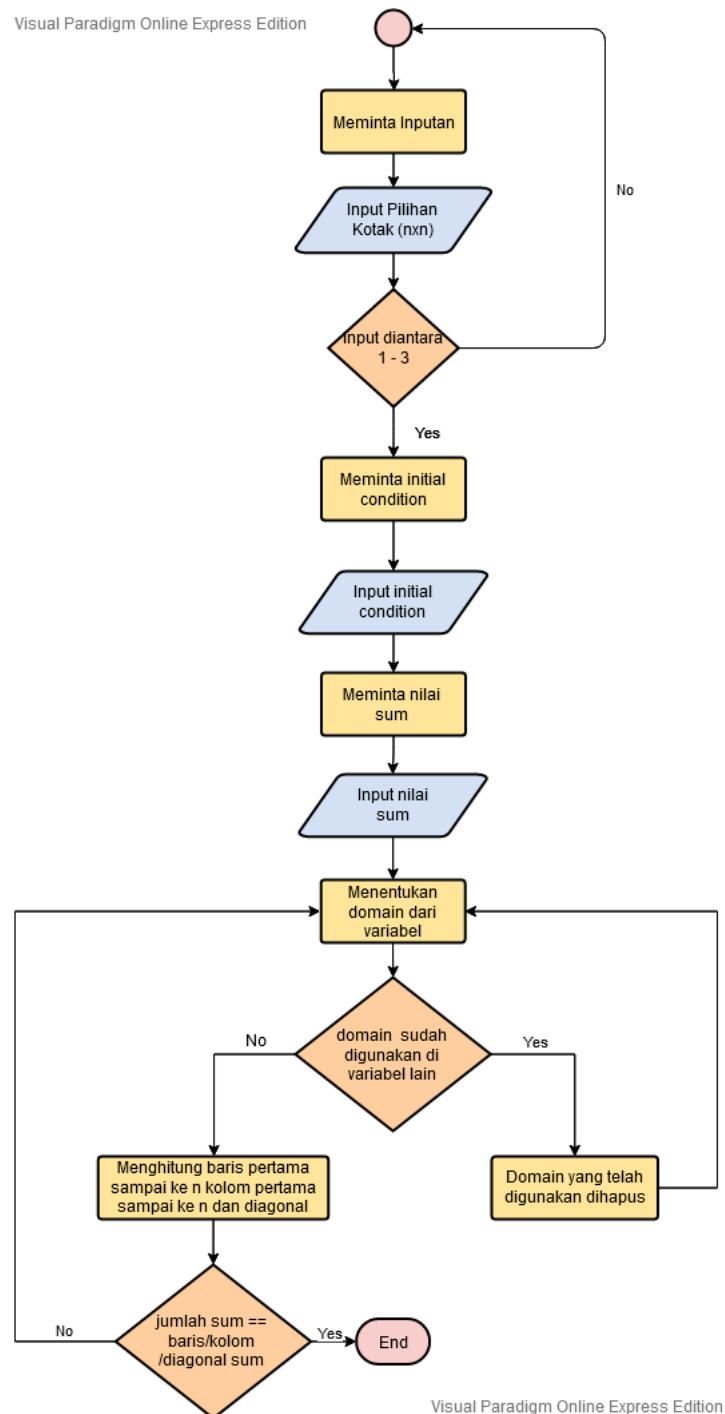 Visual Paradigm Online Express Edition
Meminta Inputan
Input Pilihan
Kotak (nxn)
No
Input diantara
1 - 3
Yes
Meminta initial
condition
Input initial
condition
Meminta nilai
sum
Input nilai
sum
Menentukan
domain dari
variabel
domain sudah
digunakan di
variabel lain
No
Yes
Menghitung baris pertama
sampai ke n kolom pertama
sampai ke n dan diagonal
Domain yang telah
digunakan dihapus
jumlah sum ==
baris/kolom
/diagonal sum
No
Yes
End
Visual Paradigm Online Express Edition